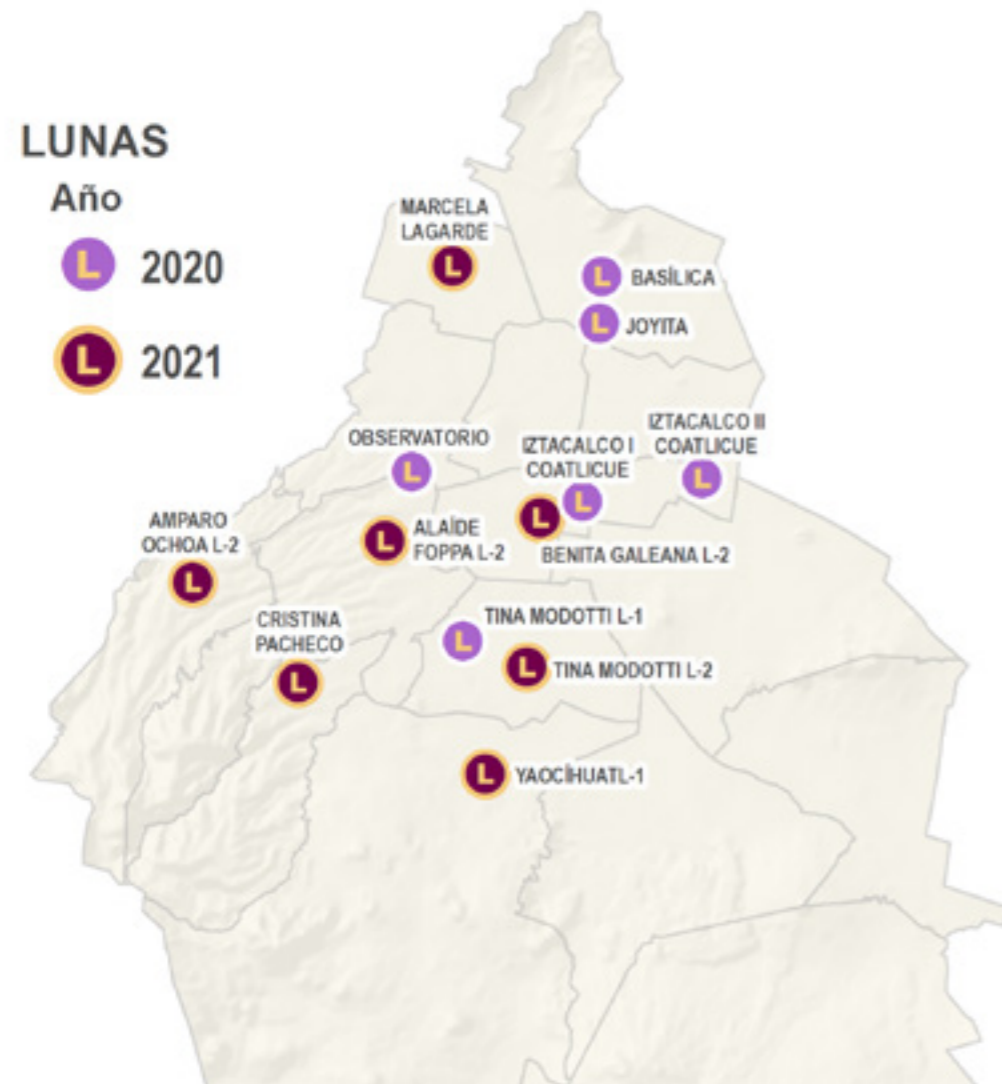 LUNAS
Año
L 2020
L 2021
MARCELA
LAGARDE
L
L BASÍLICA
L JOYITA
OBSERVATORIO
L
IZTACALCO I
COATLICUE
L
IZTACALCO II
COATLICUE
L
AMPARO
OCHOA L-2
L
L ALAÍDE
FOPPA L-2
L
BENITA GALEANA L-2
CRISTINA
PACHECO
L
TINA MODOTTI L-1
L
L TINA MODOTTI L-2
L YAOCÍHUATL-1